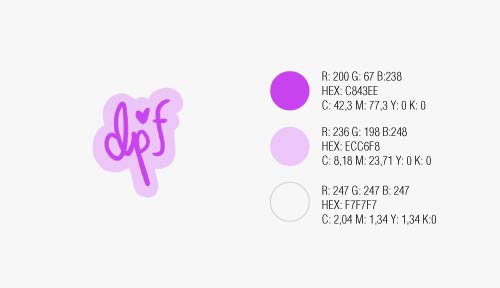 dpf
R: 200 G: 67 B:238
HEX: C843EE
C: 42,3 M: 77,3 Y: 0 K: 0
R: 236 G: 198 B:248
HEX: ECC6F8
C: 8,18 M: 23,71 Y: 0 K: 0
R: 247 G: 247 B: 247
HEX: F7F7F7
C: 2,04 M: 1,34 Y: 1,34 K:0